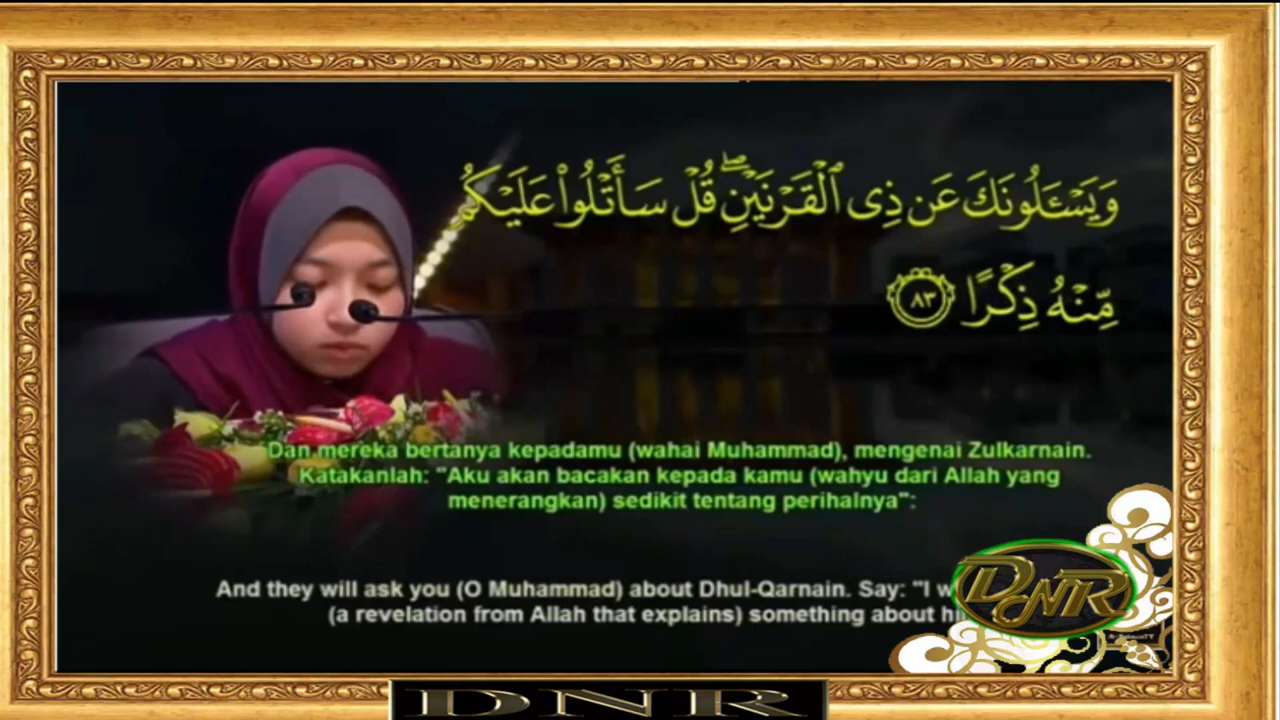 وَيَسْـَٔلُونَكَ عَن ذِى ٱلْقَرْنَيْنِ ۖ قُلْ سَأَتْلُوا۟ عَلَيْكُم
مِّنْهُ ذِكْرًا ٨٣
Dan mereka bertanya kepadamu (wahai Muhammad), mengenai Zulkarnain.
Katakanlah: "Aku akan bacakan kepada kamu (wahyu dari Allah yang
menerangkan) sedikit tentang perihalnya":
And they will ask you (O Muhammad) about Dhul-Qarnain. Say: "I
(a revelation from Allah that explains) something about
DNR
DNR